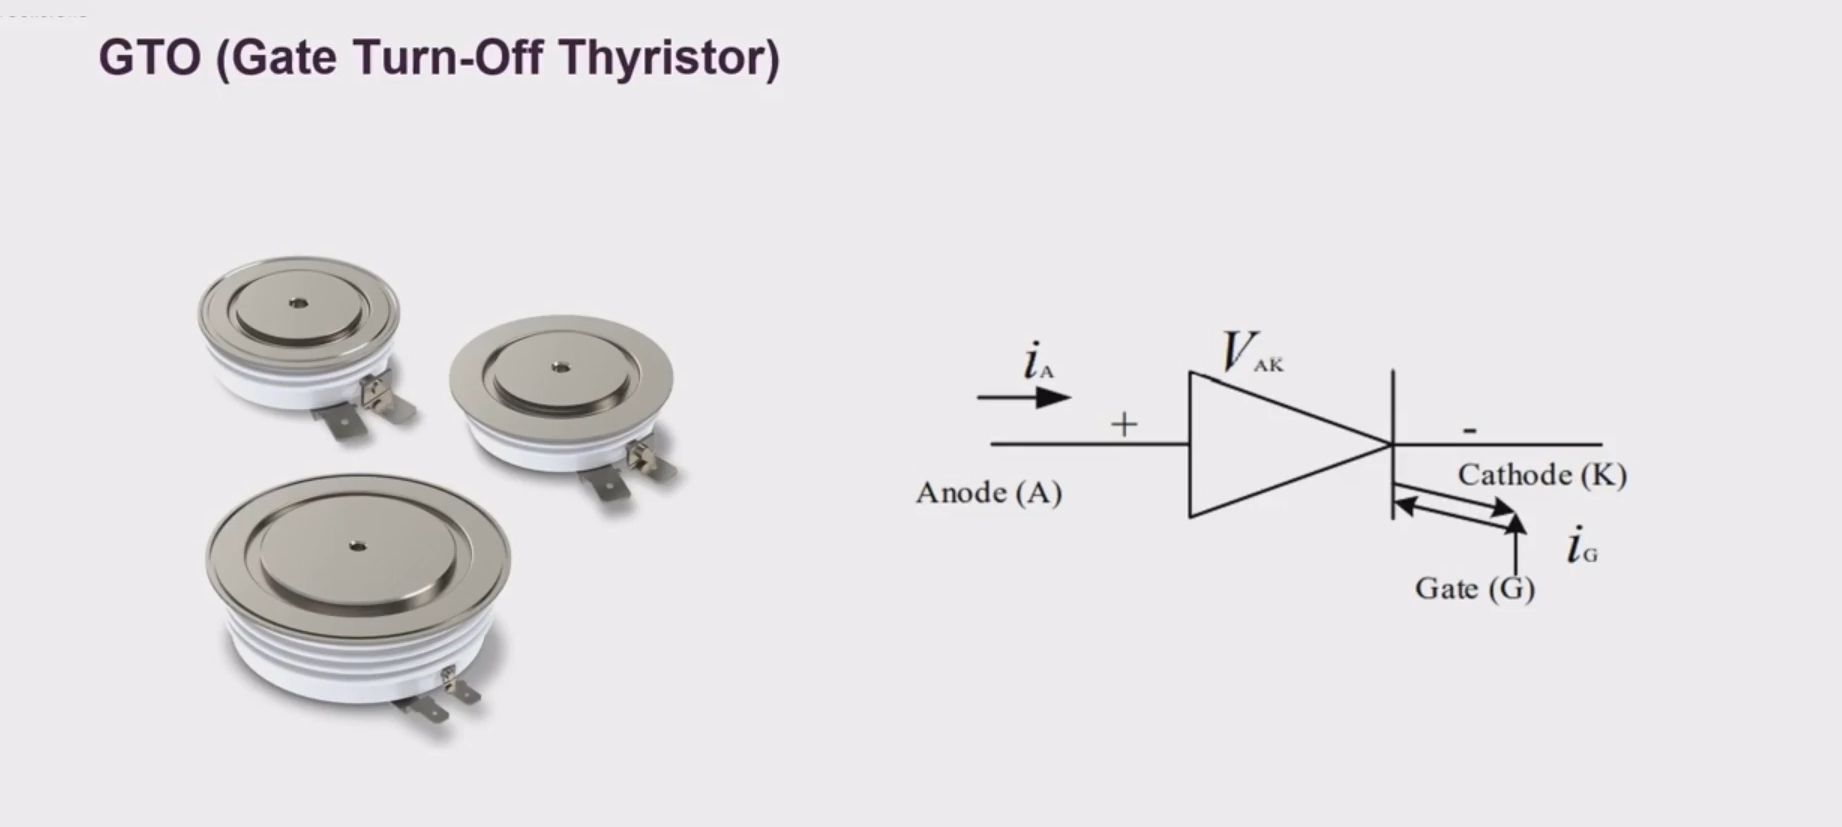 GTO (Gate Turn-Off Thyristor)
iA
VAK
+
-
Anode (A)
Cathode (K)
iG
Gate (G)